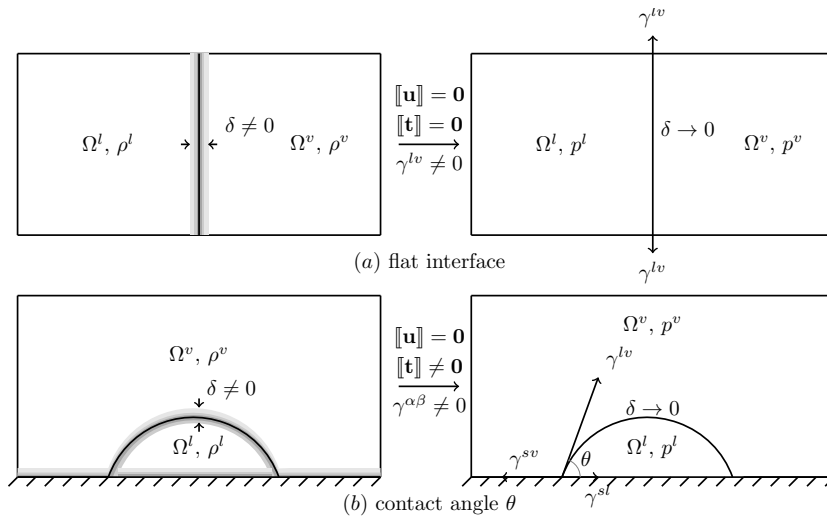 γ^{lv}
Ω^l, ρ^l
δ ≠ 0
Ω^v, ρ^v
⟦u⟧ = 0
⟦t⟧ = 0
γ^{lv} ≠ 0
Ω^l, p^l
δ → 0
Ω^v, p^v
γ^{lv}
(a) flat interface
Ω^v, ρ^v
δ ≠ 0
Ω^l, ρ^l
⟦u⟧ = 0
⟦t⟧ ≠ 0
γ^{αβ} ≠ 0
Ω^v, p^v
γ^{lv}
δ → 0
Ω^l, p^l
γ^{sv}
θ
γ^{sl}
(b) contact angle θ